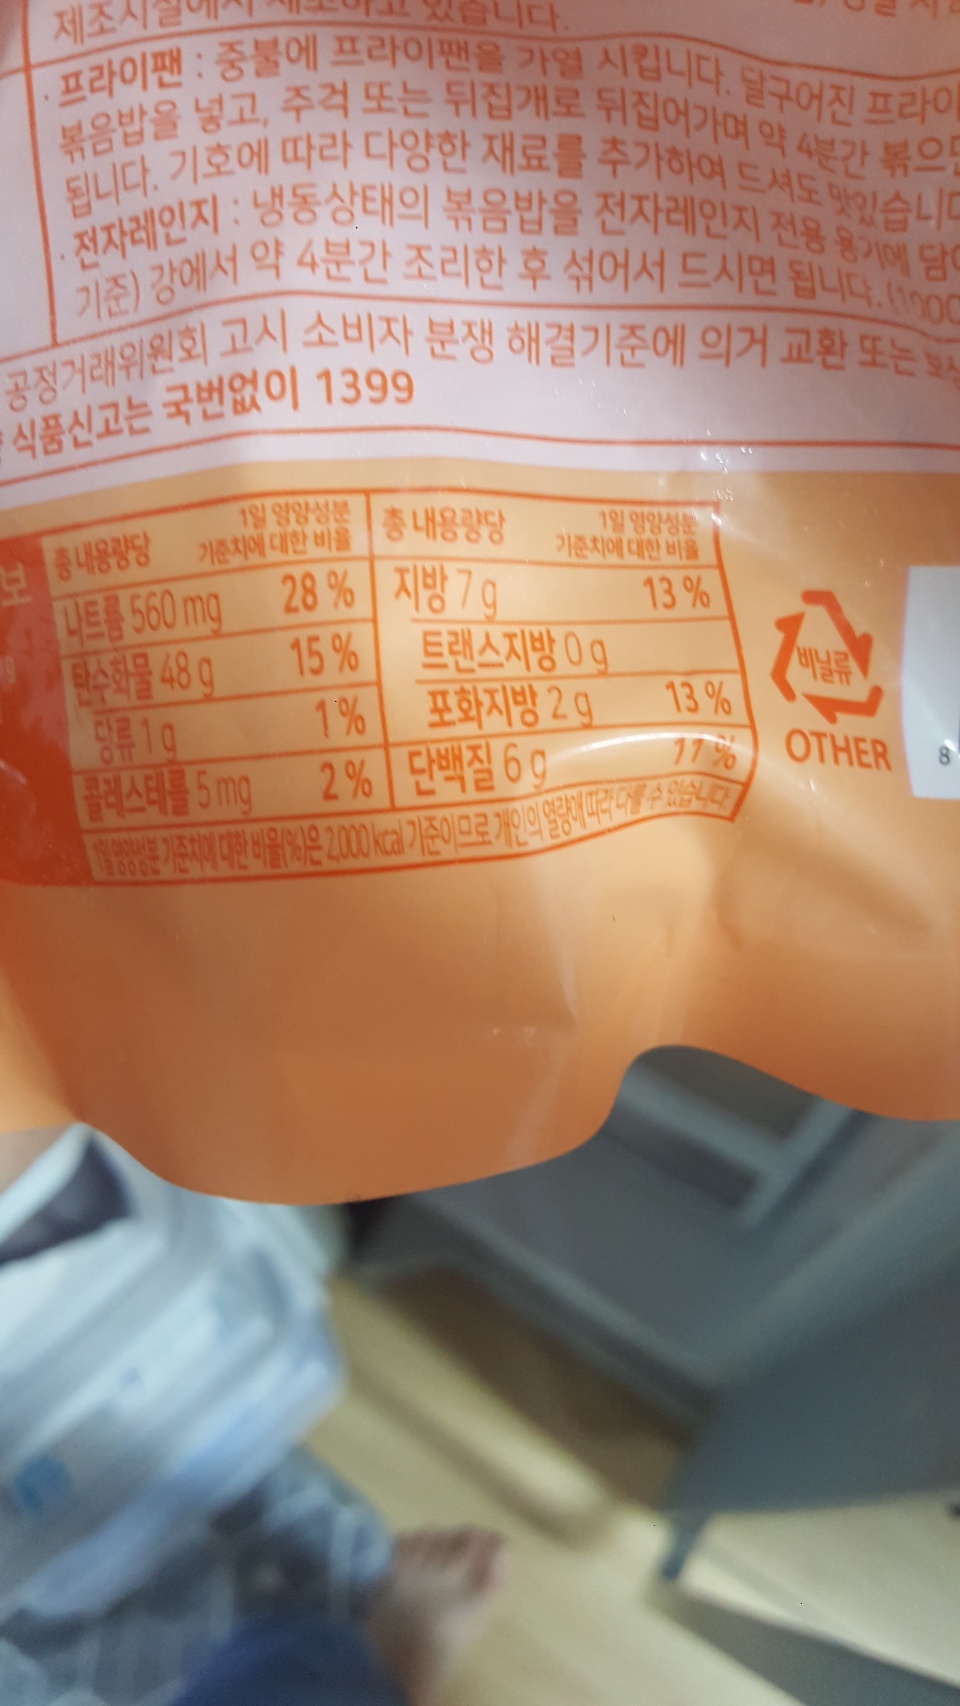 제조시설에서 제조하고 있습니다.
· 프라이팬 : 중불에 프라이팬을 가열 시킵니다. 달구어진 프라이
볶음밥을 넣고, 주걱 또는 뒤집개로 뒤집어가며 약 4분간 볶으면
됩니다. 기호에 따라 다양한 재료를 추가하여 드셔도 맛있습니다
· 전자레인지 : 냉동상태의 볶음밥을 전자레인지 전용 용기에 담아
기준) 강에서 약 4분간 조리한 후 섞어서 드시면 됩니다. (1000
공정거래위원회 고시 소비자 분쟁 해결기준에 의거 교환 또는 보상
식품신고는 국번없이 1399
총 내용량당 1일 영양성분 기준치에 대한 비율
나트륨 560 mg 28 %
탄수화물 48 g 15 %
당류 1 g 1 %
콜레스테롤 5 mg 2 %
총 내용량당 1일 영양성분 기준치에 대한 비율
지방 7 g 13 %
트랜스지방 0 g
포화지방 2 g 13 %
단백질 6 g 11 %
1일 영양성분 기준치에 대한 비율(%)은 2,000 kcal 기준이므로 개인의 열량에 따라 다를 수 있습니다.
보
비닐류
OTHER
8